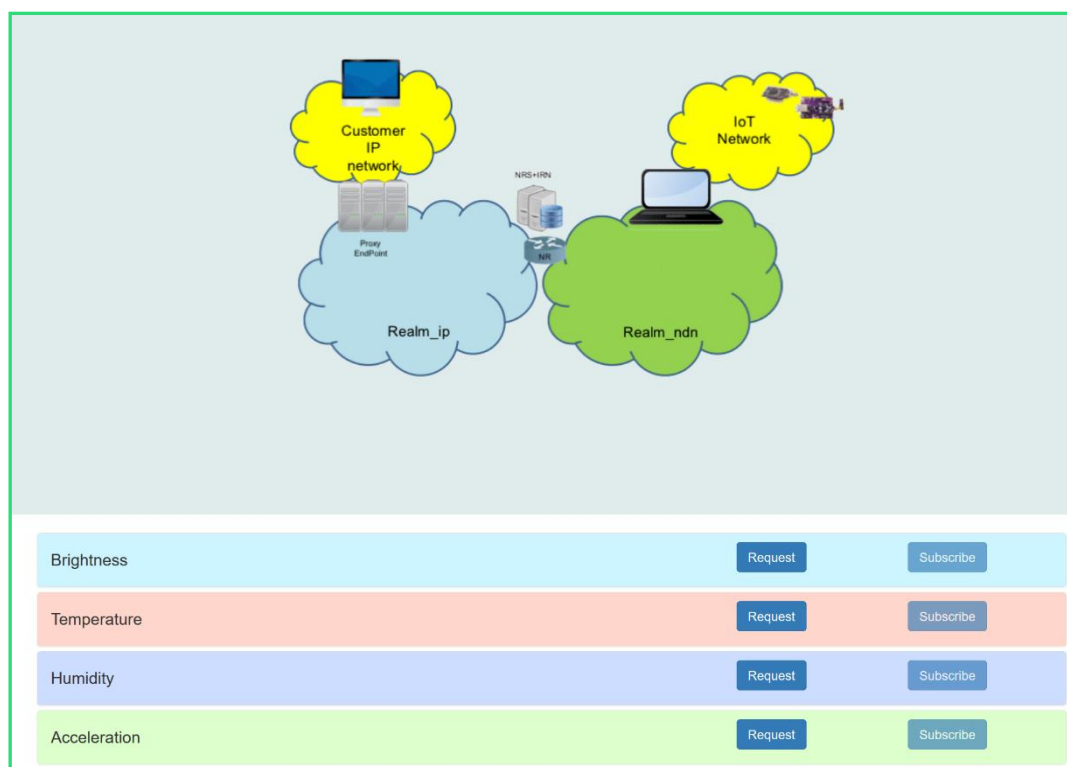 Customer
IP
network
IoT
Network
NRS+IRN
Proxy
EndPoint
NR
Realm_ip
Realm_ndn
Brightness Request Subscribe
Temperature Request Subscribe
Humidity Request Subscribe
Acceleration Request Subscribe